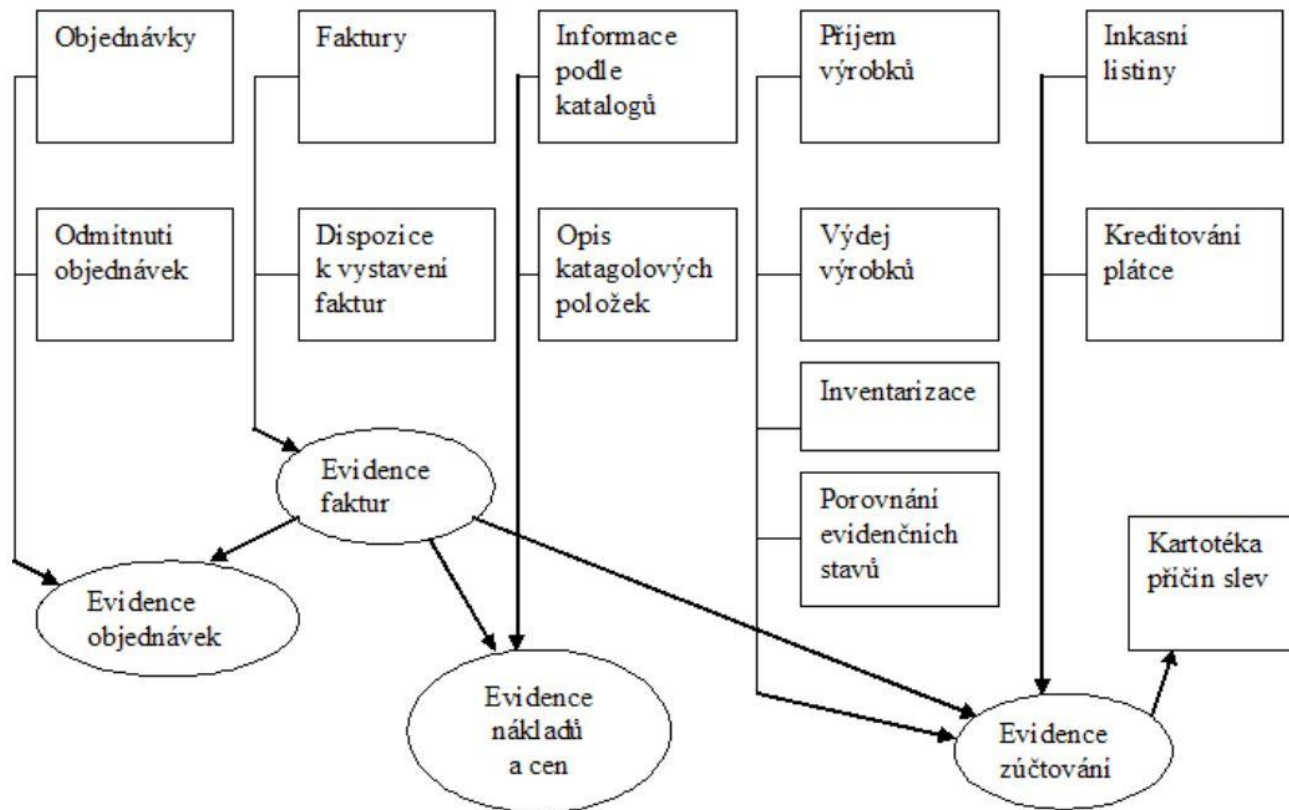 Objednávky
Faktury
Informace
podle
katalogů
Příjem
výrobků
Inkasní
listiny
Odmítnutí
objednávek
Dispozice
k vystavení
faktur
Opis
katagolových
položek
Výdej
výrobků
Kreditování
plátce
Inventarizace
Evidence
faktur
Porovnání
evidenčních
stavů
Kartotéka
příčin slev
Evidence
objednávek
Evidence
nákladů
a cen
Evidence
zúčtování